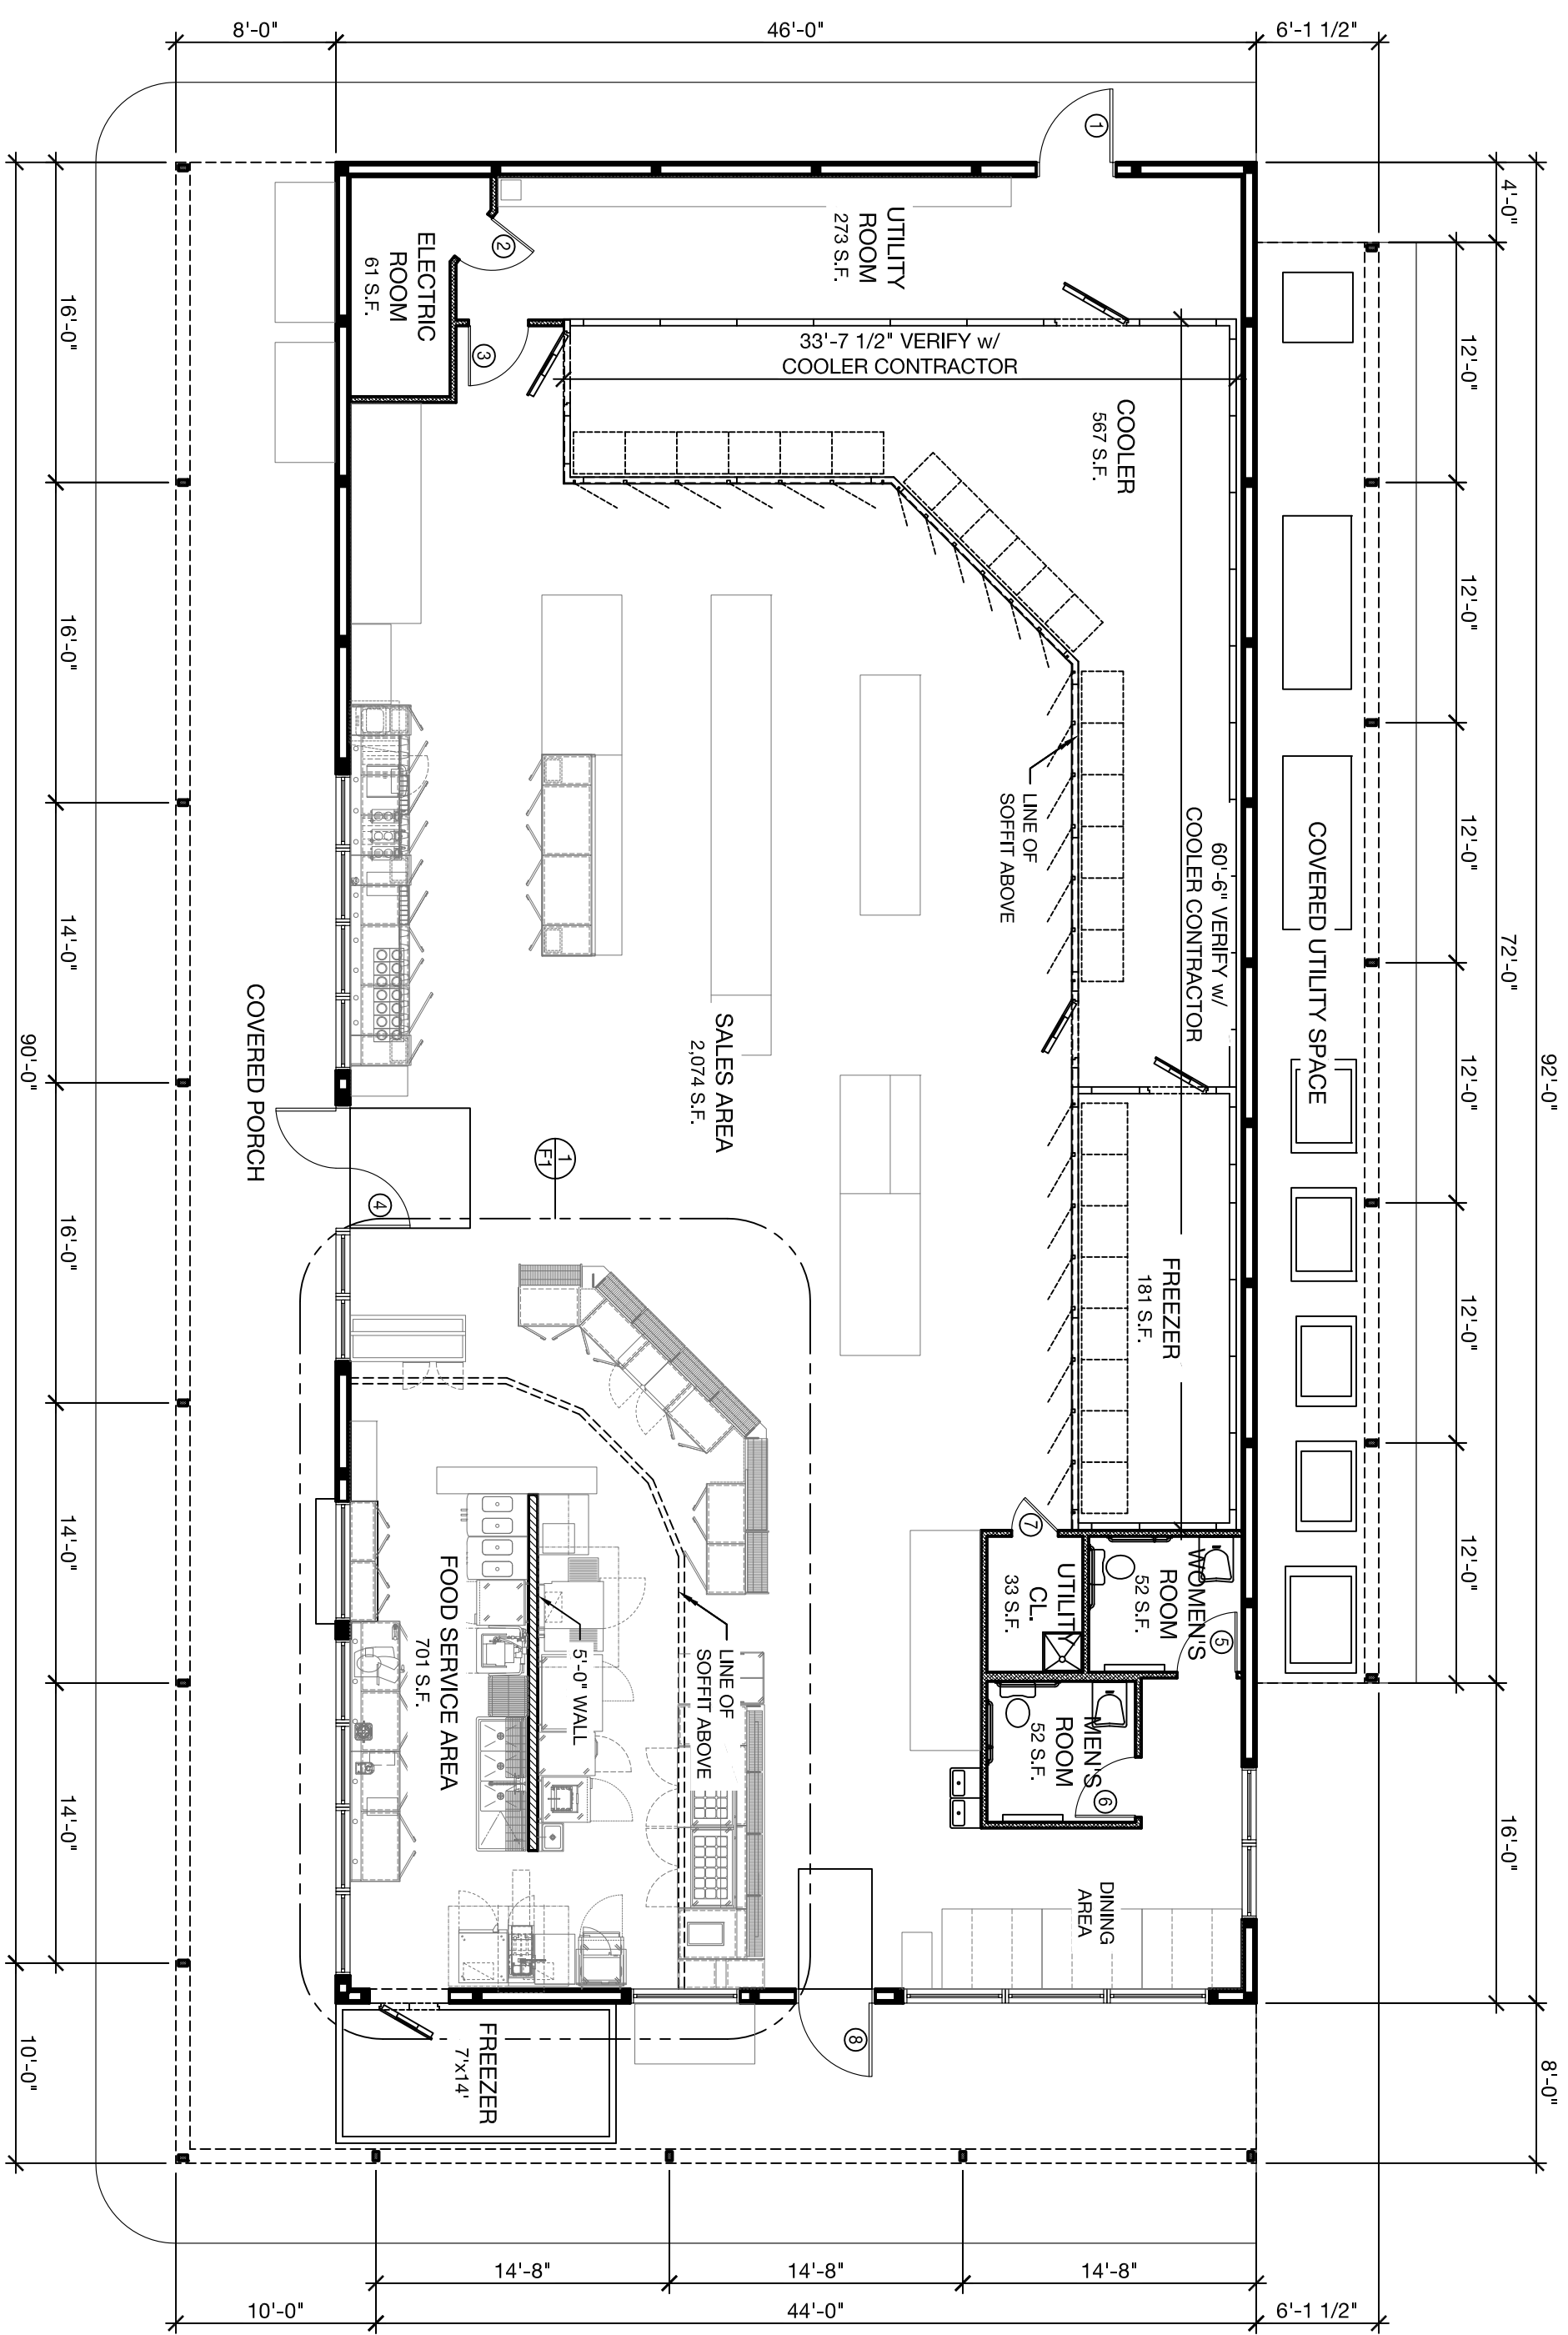 8'-0"
46'-0"
6'-1 1/2"
4'-0"
72'-0"
16'-0"
92'-0"
8'-0"
12'-0"
12'-0"
12'-0"
12'-0"
12'-0"
12'-0"
COVERED UTILITY SPACE
1
UTILITY
ROOM
273 S.F.
2
ELECTRIC
ROOM
61 S.F.
3
33'-7 1/2" VERIFY w/
COOLER CONTRACTOR
COOLER
567 S.F.
60'-6" VERIFY w/
COOLER CONTRACTOR
LINE OF
SOFFIT ABOVE
SALES AREA
2,074 S.F.
FREEZER
181 S.F.
1
F1
4
COVERED PORCH
7
UTILITY
CL.
33 S.F.
WOMEN'S
ROOM
52 S.F.
5
MEN'S
ROOM
52 S.F.
6
LINE OF
SOFFIT ABOVE
5'-0" WALL
FOOD SERVICE AREA
701 S.F.
DINING
AREA
8
FREEZER
7'x14'
16'-0"
16'-0"
14'-0"
16'-0"
14'-0"
14'-0"
90'-0"
10'-0"
14'-8"
14'-8"
14'-8"
10'-0"
44'-0"
6'-1 1/2"